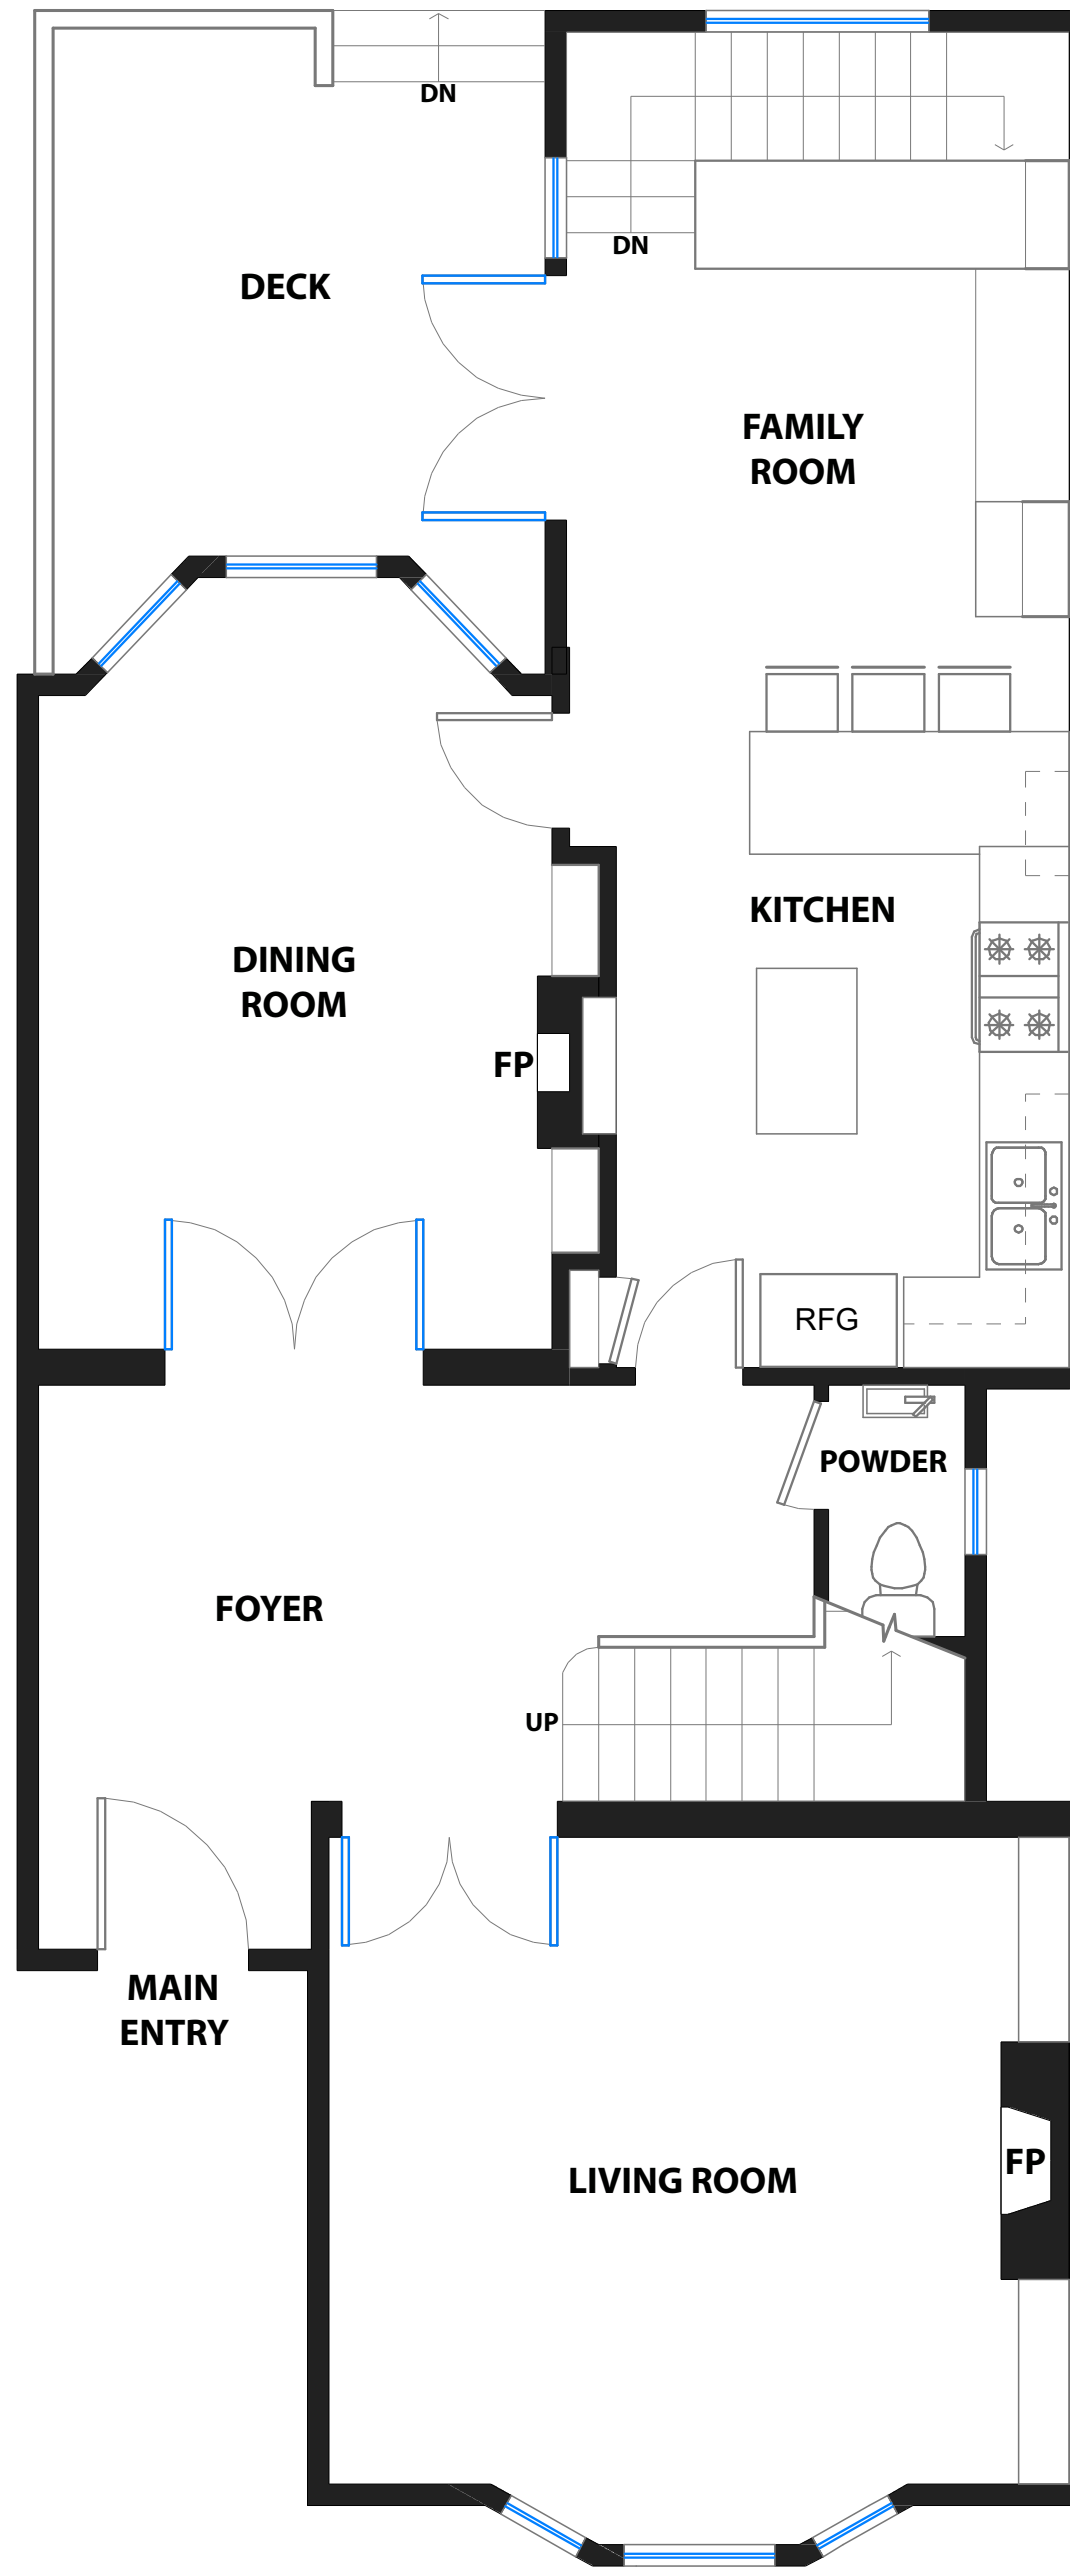 DN
DN
DECK
FAMILY
ROOM
KITCHEN
DINING
ROOM
FP
RFG
POWDER
FOYER
UP
MAIN
ENTRY
LIVING ROOM
FP